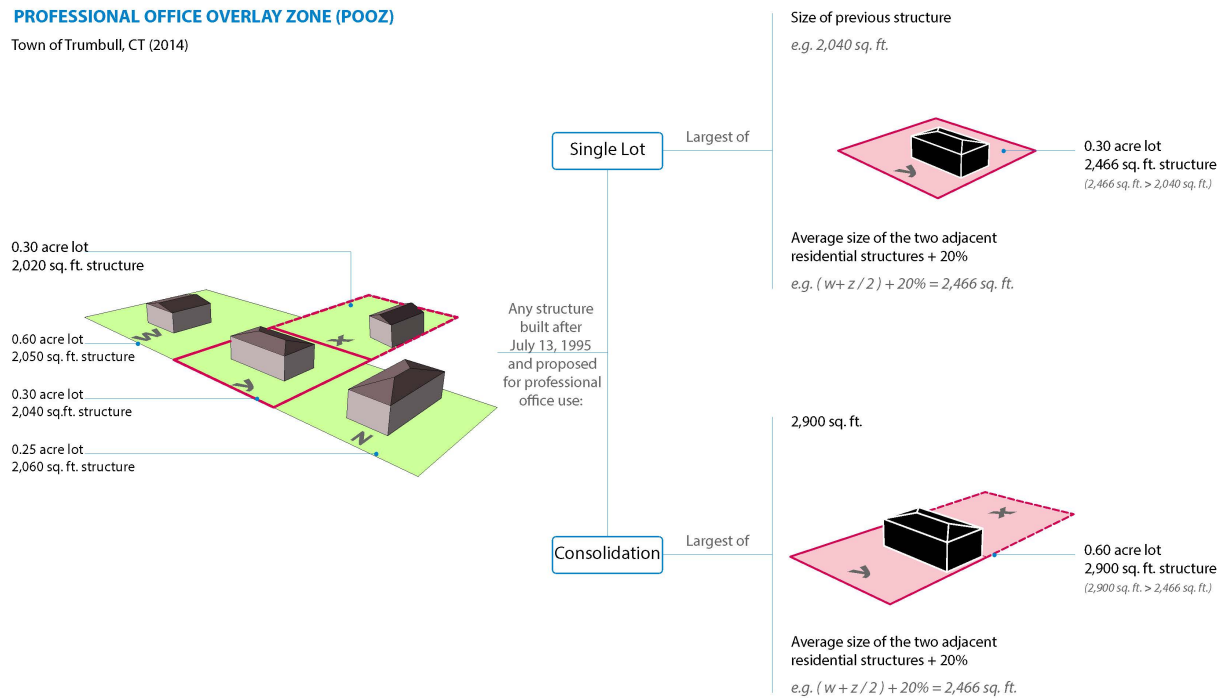 PROFESSIONAL OFFICE OVERLAY ZONE (POOZ)
Town of Trumbull, CT (2014)
0.30 acre lot
2,020 sq. ft. structure
0.60 acre lot
2,050 sq. ft. structure
0.30 acre lot
2,040 sq.ft. structure
0.25 acre lot
2,060 sq. ft. structure
W
X
Y
Z
Any structure
built after
July 13, 1995
and proposed
for professional
office use:
Single Lot
Largest of
Size of previous structure
e.g. 2,040 sq. ft.
Y
0.30 acre lot
2,466 sq. ft. structure
(2,466 sq. ft. > 2,040 sq. ft.)
Average size of the two adjacent
residential structures + 20%
e.g. ( w+ z / 2 ) + 20% = 2,466 sq. ft.
Consolidation
Largest of
2,900 sq. ft.
X
Y
0.60 acre lot
2,900 sq. ft. structure
(2,900 sq. ft. > 2,466 sq. ft.)
Average size of the two adjacent
residential structures + 20%
e.g. ( w + z / 2 ) + 20% = 2,466 sq. ft.